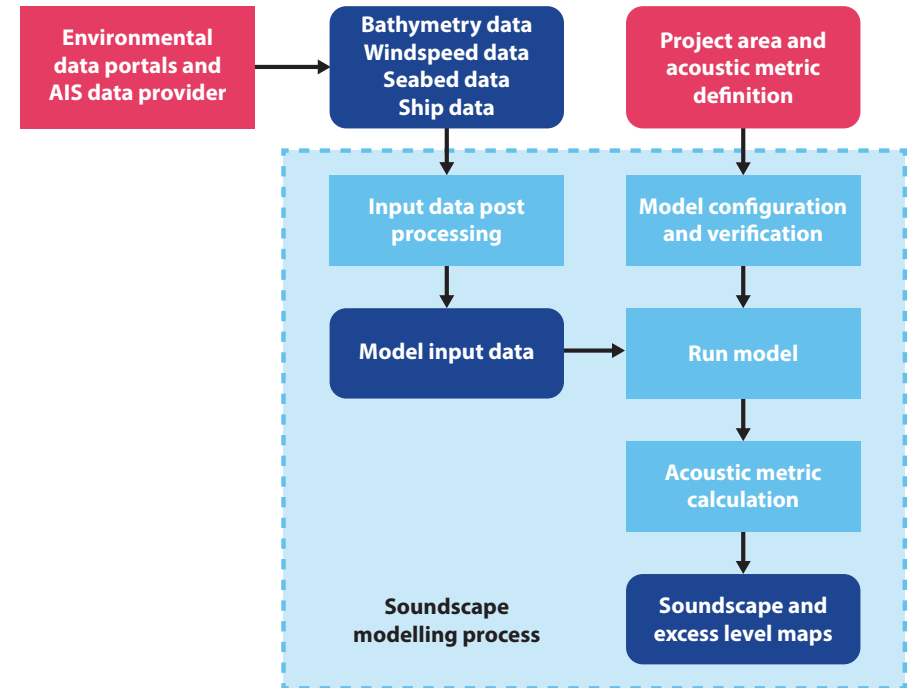 Environmental
data portals and
AIS data provider
Bathymetry data
Windspeed data
Seabed data
Ship data
Project area and
acoustic metric
definition
Input data post
processing
Model configuration
and verification
Model input data
Run model
Acoustic metric
calculation
Soundscape
modelling process
Soundscape and
excess level maps